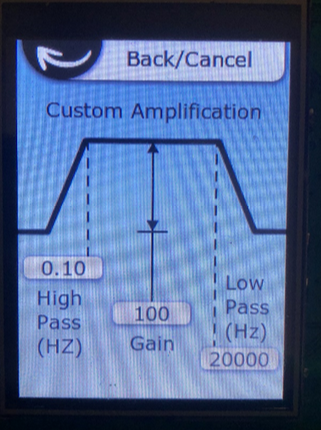 Back/Cancel
Custom Amplification
0.10
High
Pass
(HZ)
100
Gain
Low
Pass
(Hz)
20000